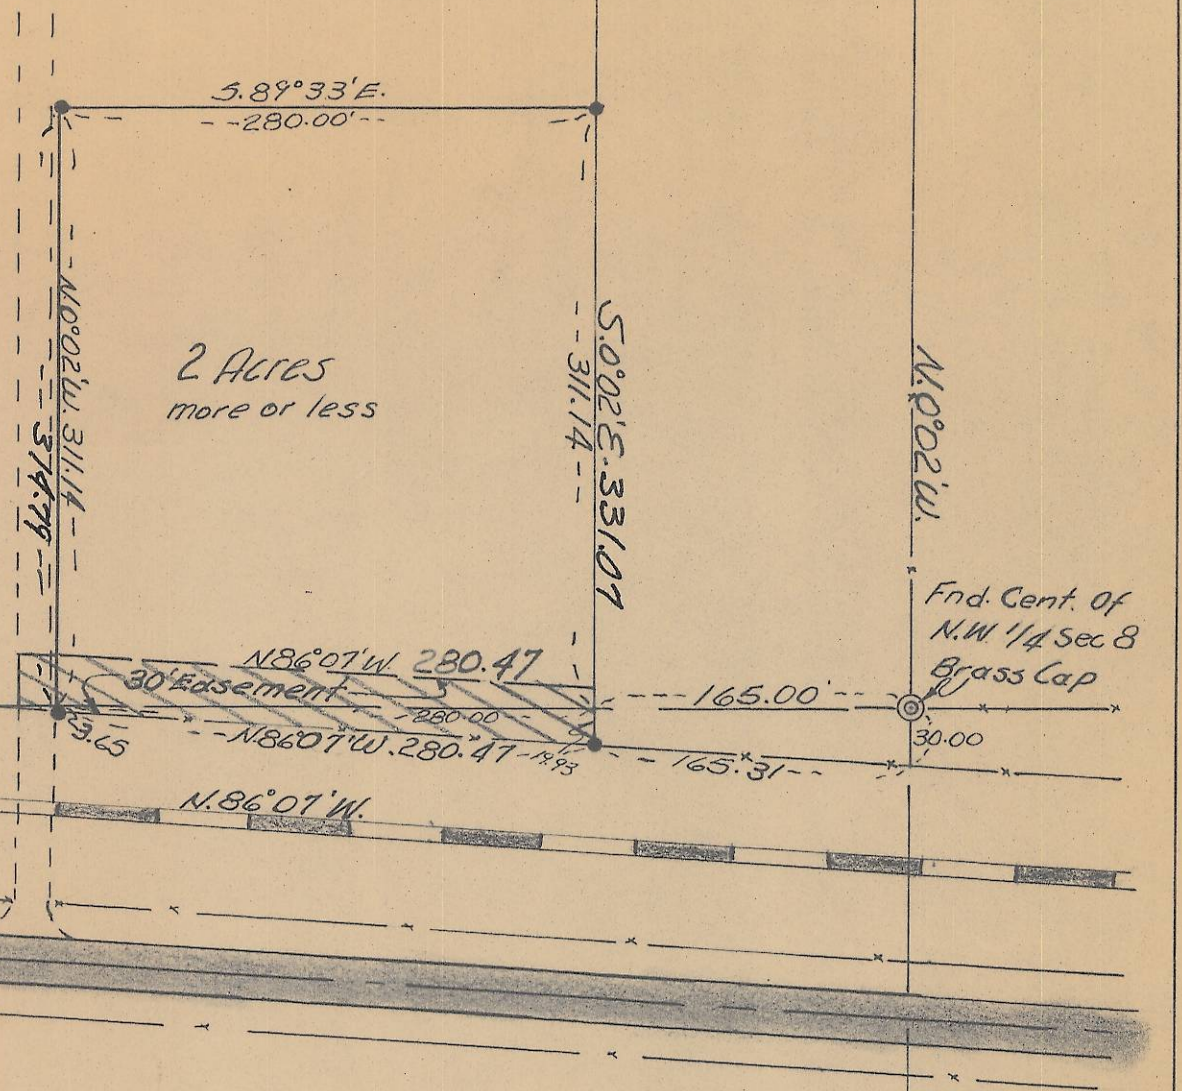 S.89°33'E.
280.00'
N.0°02'W. 311.14
314.79
2 Acres
more or less
S.0°02'E. 331.07
311.14
N.0°02'W.
Fnd. Cent. Of
N.W. 1/4 Sec 8
Brass Cap
N86°07'W. 280.47
30' Easement
280.00
165.00'
30.00
3.65
N.86°07'W. 280.47
19.93
165.31
N.86°07'W.